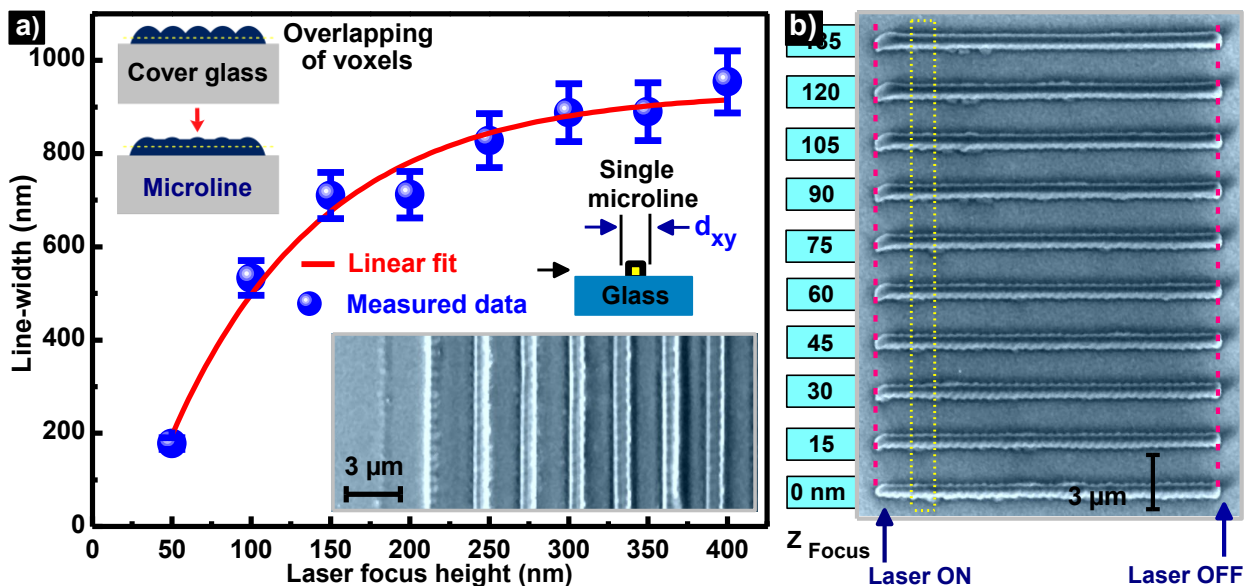 a)
Overlapping
of voxels
Cover glass
Microline
Single
microline
dxy
Glass
Linear fit
Measured data
3 µm
Line-width (nm)
1000
800
600
400
200
0
0 50 100 150 200 250 300 350 400
Laser focus height (nm)
b)
120
105
90
75
60
45
30
15
0 nm
3 µm
Z Focus
Laser ON
Laser OFF